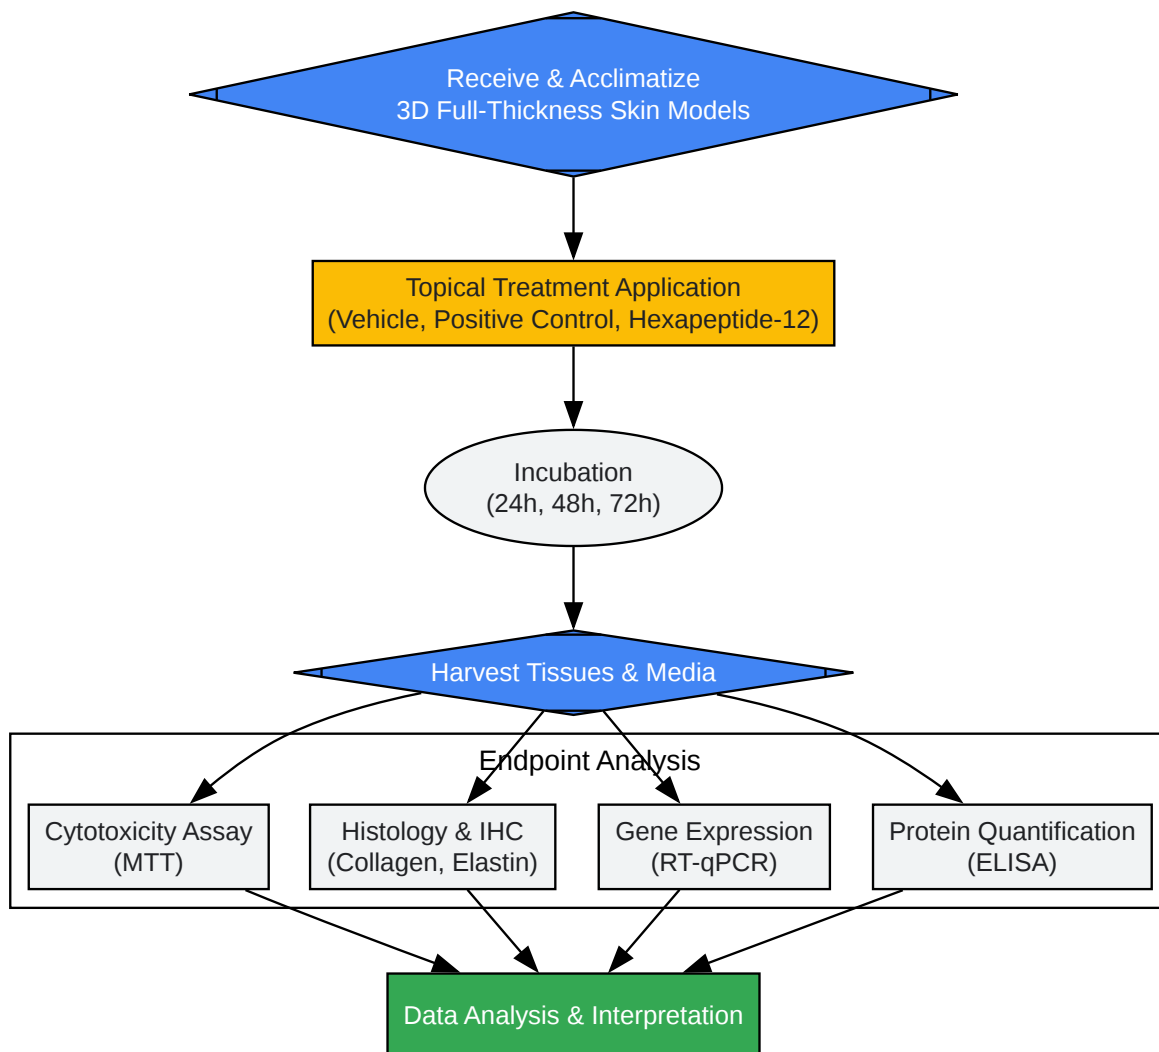 Receive & Acclimatize
3D Full-Thickness Skin Models
Topical Treatment Application
(Vehicle, Positive Control, Hexapeptide-12)
Incubation
(24h, 48h, 72h)
Harvest Tissues & Media
Endpoint Analysis
Cytotoxicity Assay
(MTT)
Histology & IHC
(Collagen, Elastin)
Gene Expression
(RT-qPCR)
Protein Quantification
(ELISA)
Data Analysis & Interpretation